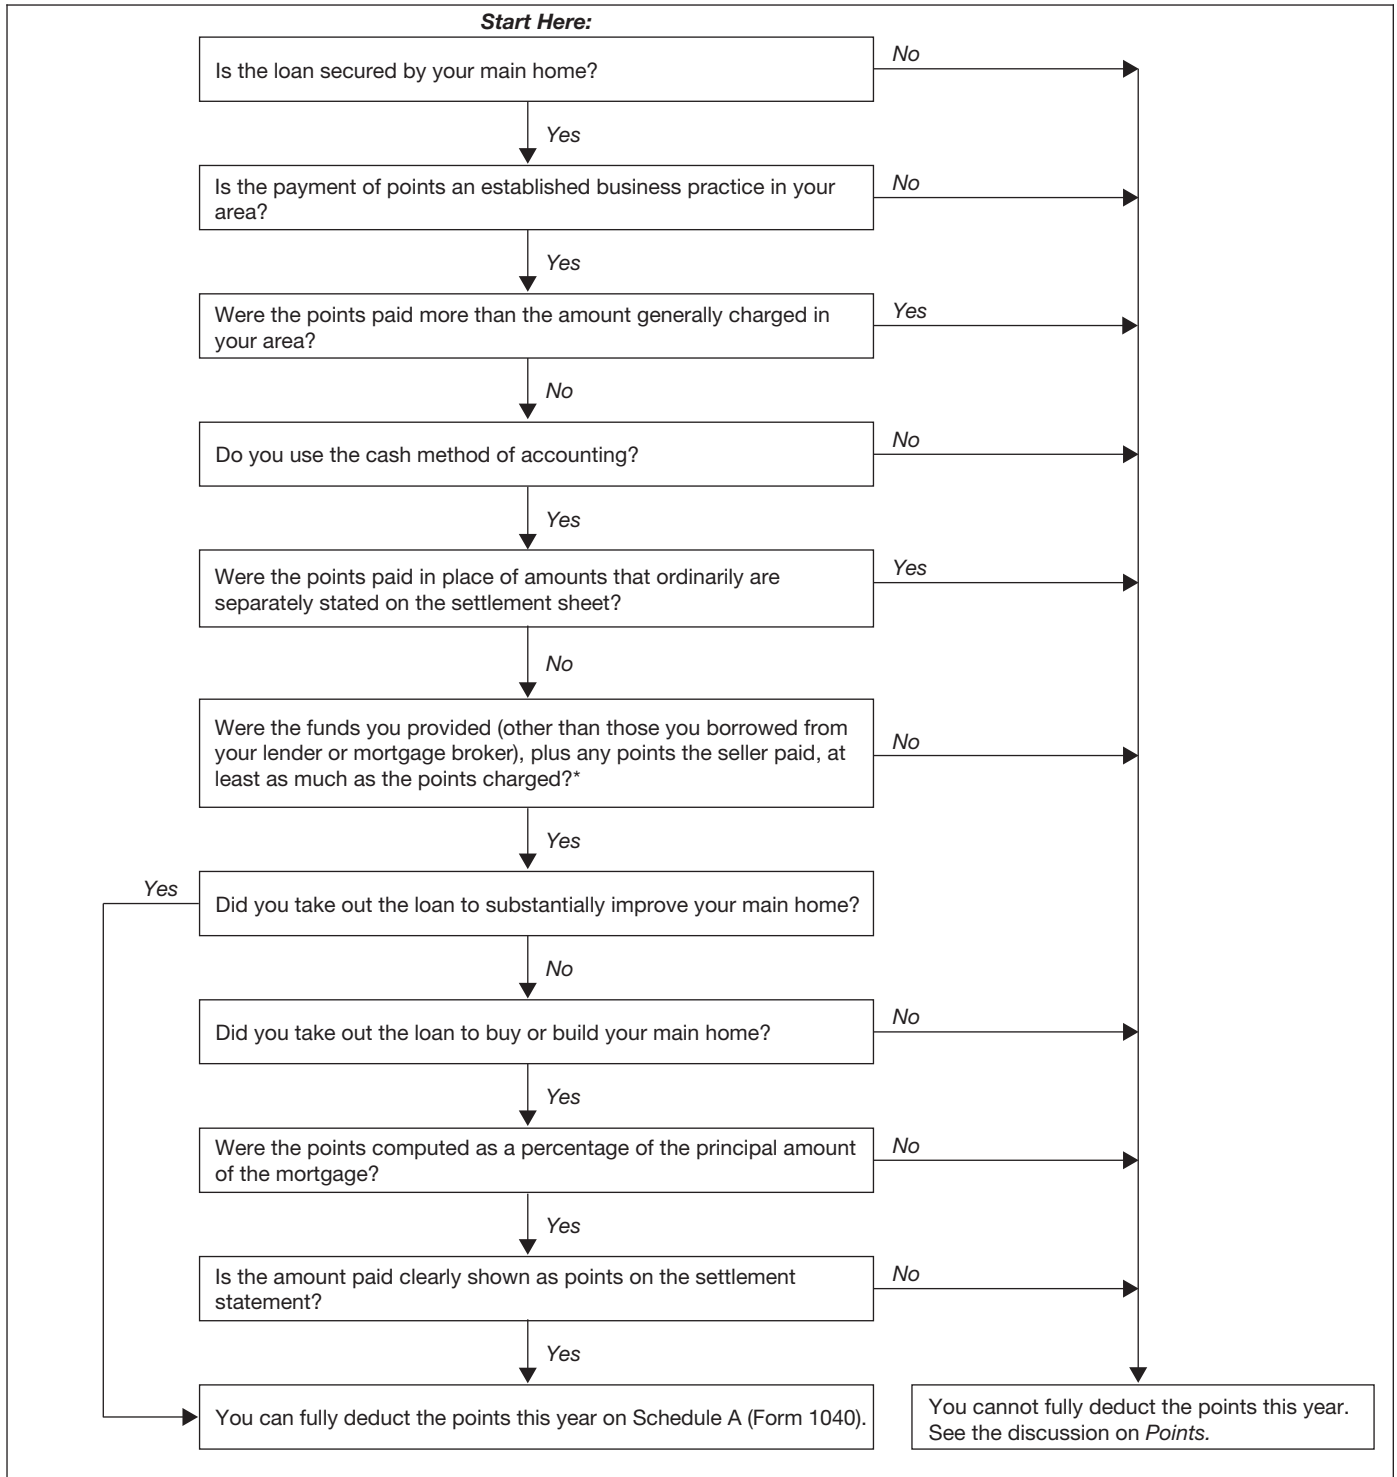 Start Here:
Is the loan secured by your main home?
No
Yes
Is the payment of points an established business practice in your
area?
No
Yes
Were the points paid more than the amount generally charged in
your area?
Yes
No
Do you use the cash method of accounting?
No
Yes
Were the points paid in place of amounts that ordinarily are
separately stated on the settlement sheet?
Yes
No
Were the funds you provided (other than those you borrowed from
your lender or mortgage broker), plus any points the seller paid, at
least as much as the points charged?*
No
Yes
Yes
Did you take out the loan to substantially improve your main home?
No
Did you take out the loan to buy or build your main home?
No
Yes
Were the points computed as a percentage of the principal amount
of the mortgage?
No
Yes
Is the amount paid clearly shown as points on the settlement
statement?
No
Yes
You can fully deduct the points this year on Schedule A (Form 1040).
You cannot fully deduct the points this year.
See the discussion on Points.